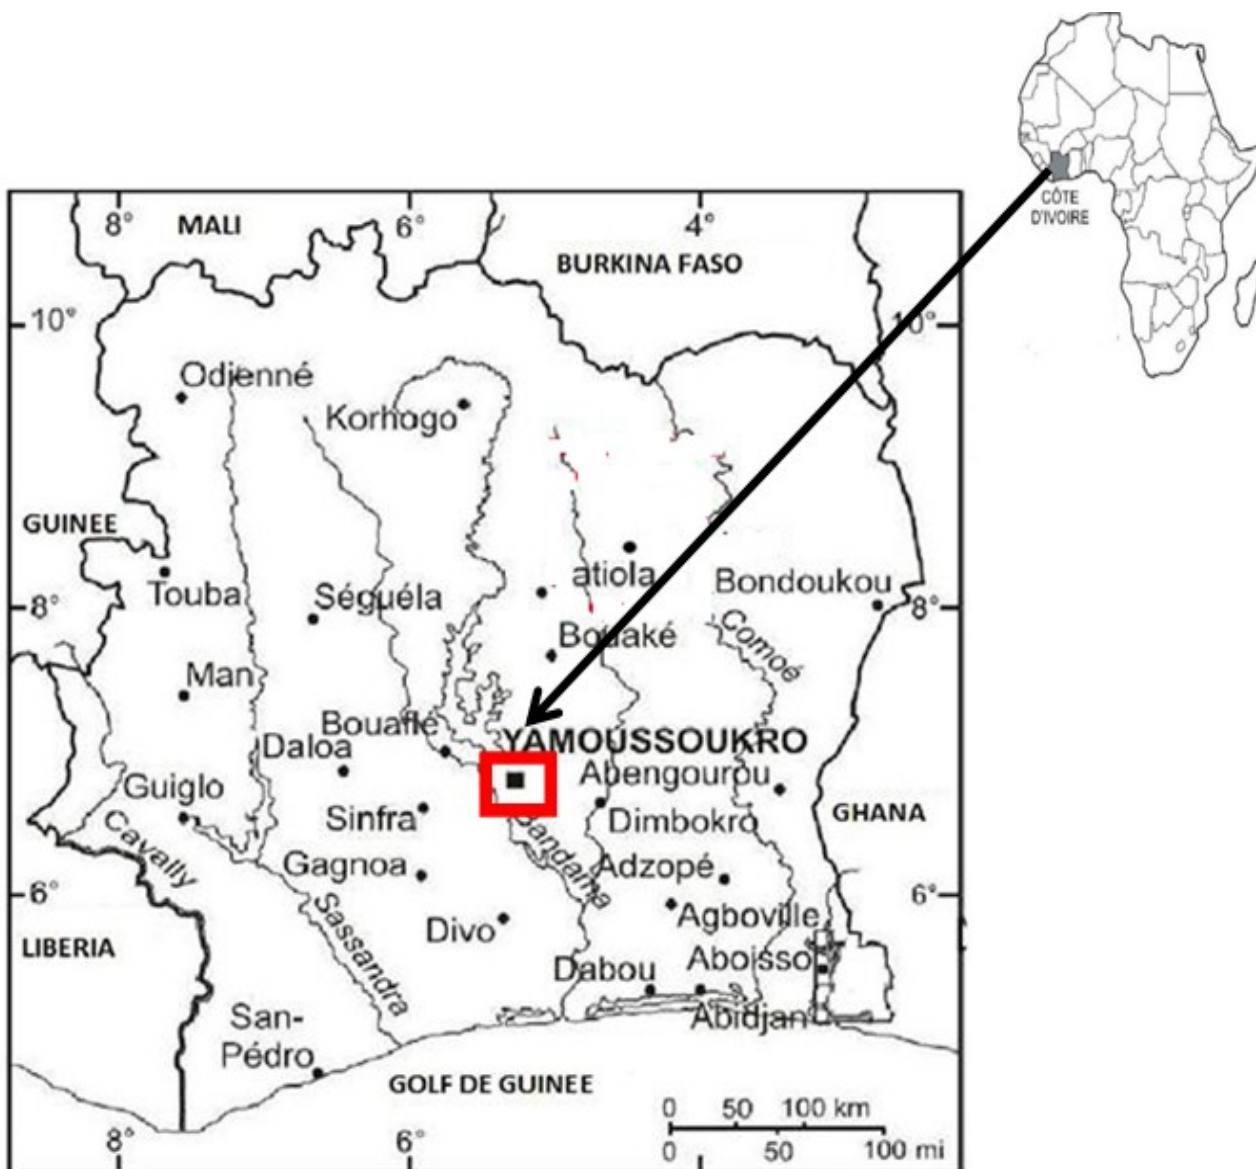 CÔTE
D'IVOIRE
8°
6°
4°
MALI
BURKINA FASO
10°
10°
Odienné
Korhogo
GUINEE
Touba
Séguéla
atiola
Bondoukou
8°
8°
Bouaké
Comoé
Man
Bouaflé
YAMOUSSOUKRO
Daloa
Abengourou
Guiglo
Sinfra
Bandama
Dimbokro
GHANA
Cavally
Gagnoa
Adzopé
6°
6°
Sassandra
Divo
Agboville
LIBERIA
Dabou
Aboisso
San-
Pédro
Abidjan
GOLF DE GUINEE
0 50 100 km
0 50 100 mi
8°
6°